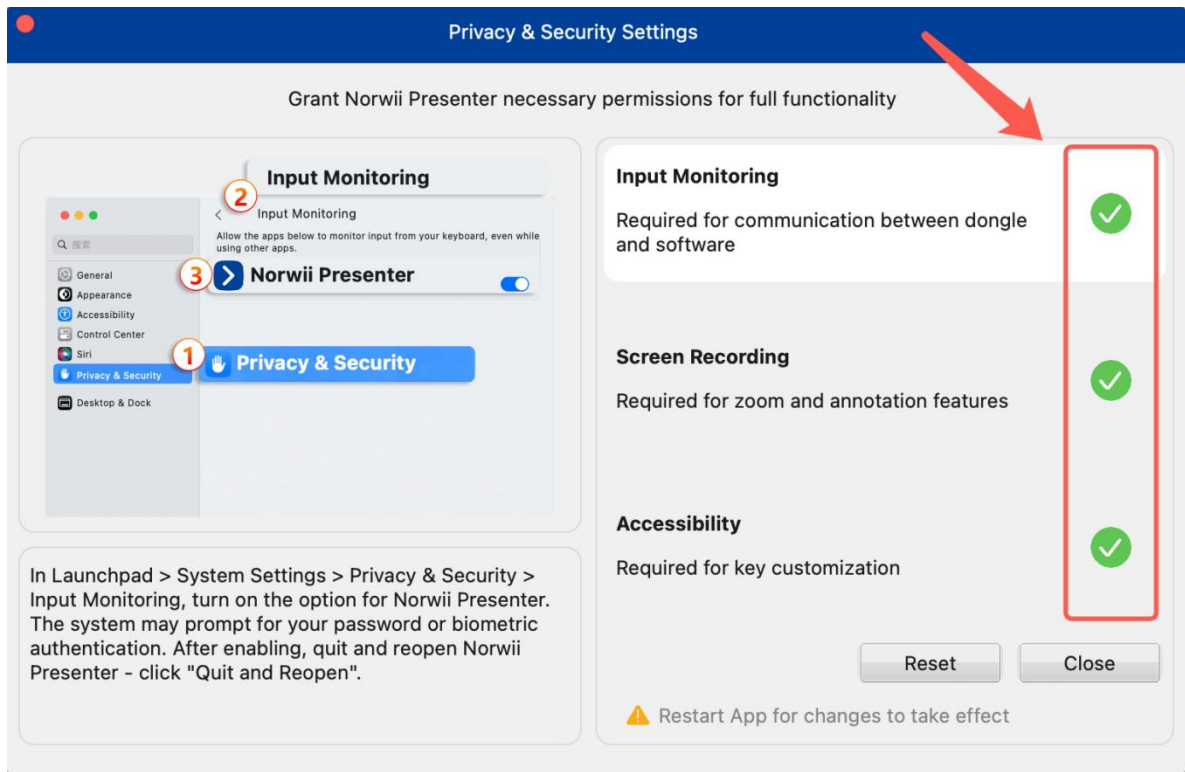 Privacy & Security Settings
Grant Norwii Presenter necessary permissions for full functionality
Input Monitoring
2
Input Monitoring
Allow the apps below to monitor input from your keyboard, even while
using other apps.
搜索
General
Appearance
Accessibility
Control Center
Siri
Privacy & Security
Desktop & Dock
3
Norwii Presenter
1
Privacy & Security
In Launchpad > System Settings > Privacy & Security >
Input Monitoring, turn on the option for Norwii Presenter.
The system may prompt for your password or biometric
authentication. After enabling, quit and reopen Norwii
Presenter - click "Quit and Reopen".
Input Monitoring
Required for communication between dongle
and software
Screen Recording
Required for zoom and annotation features
Accessibility
Required for key customization
Reset
Close
Restart App for changes to take effect